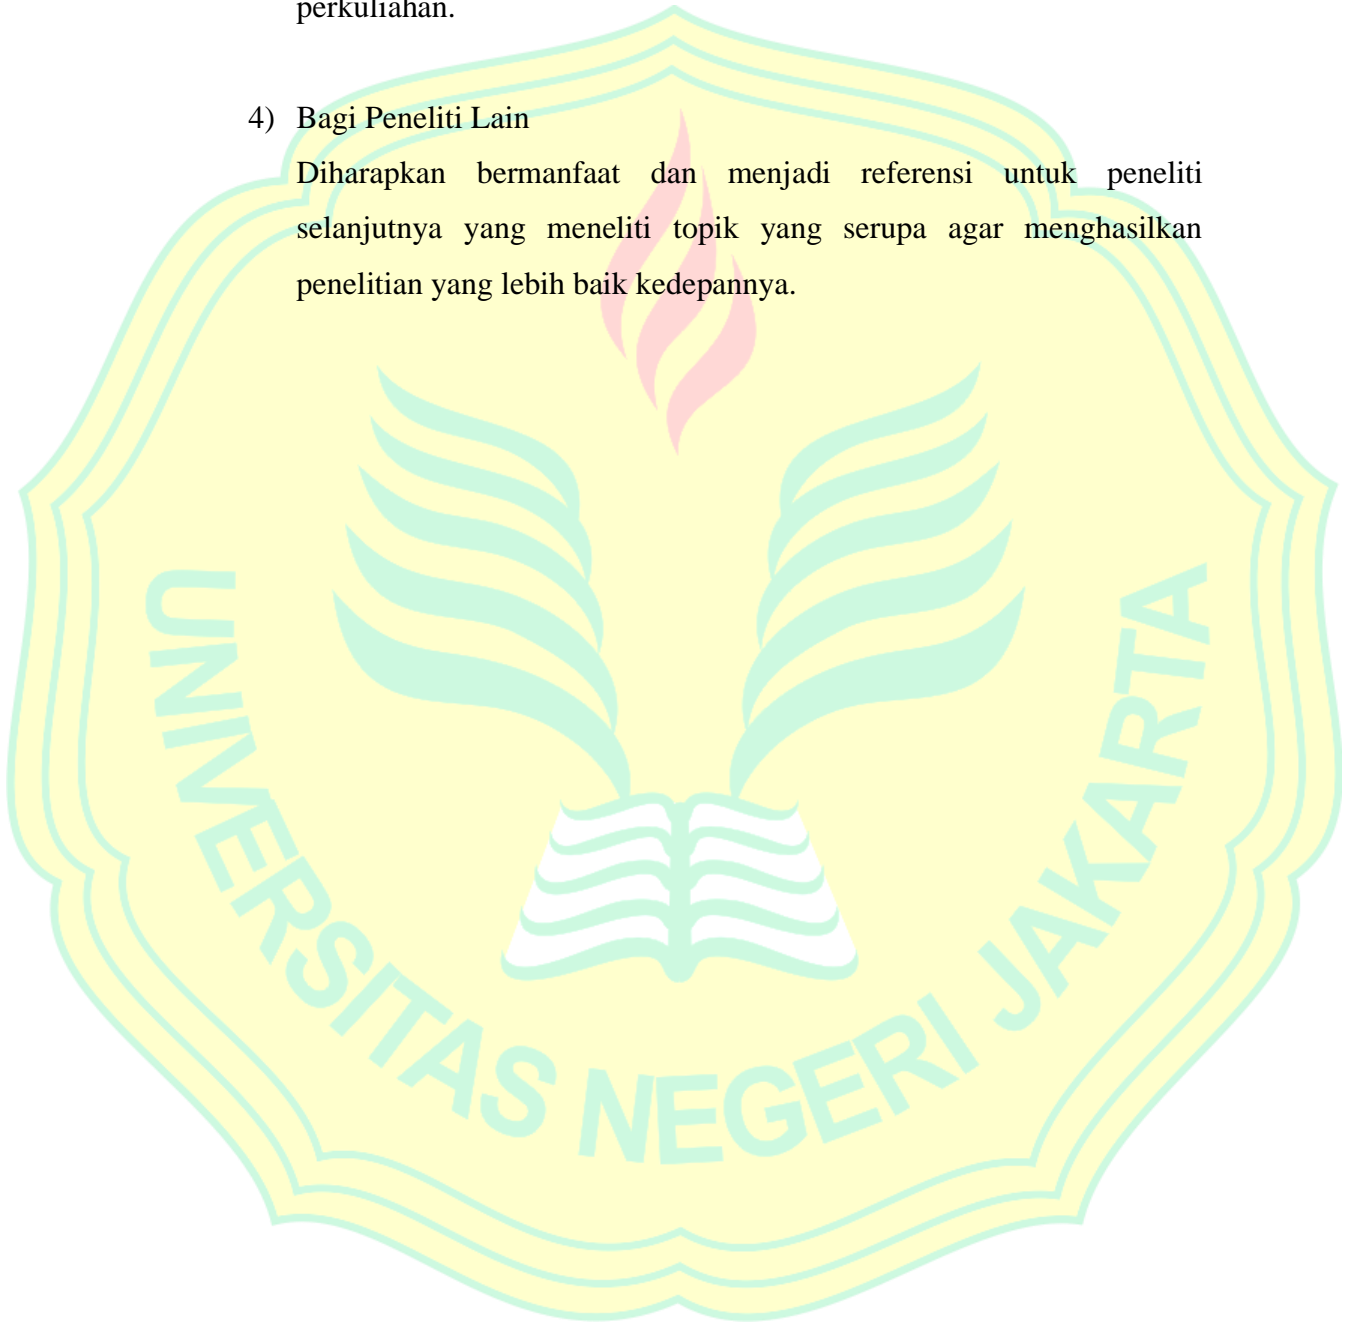 perkuliahan.
4) Bagi Peneliti Lain
Diharapkan bermanfaat dan menjadi referensi untuk peneliti
selanjutnya yang meneliti topik yang serupa agar menghasilkan
penelitian yang lebih baik kedepannya.
UNIVERSITAS NEGERI JAKARTA